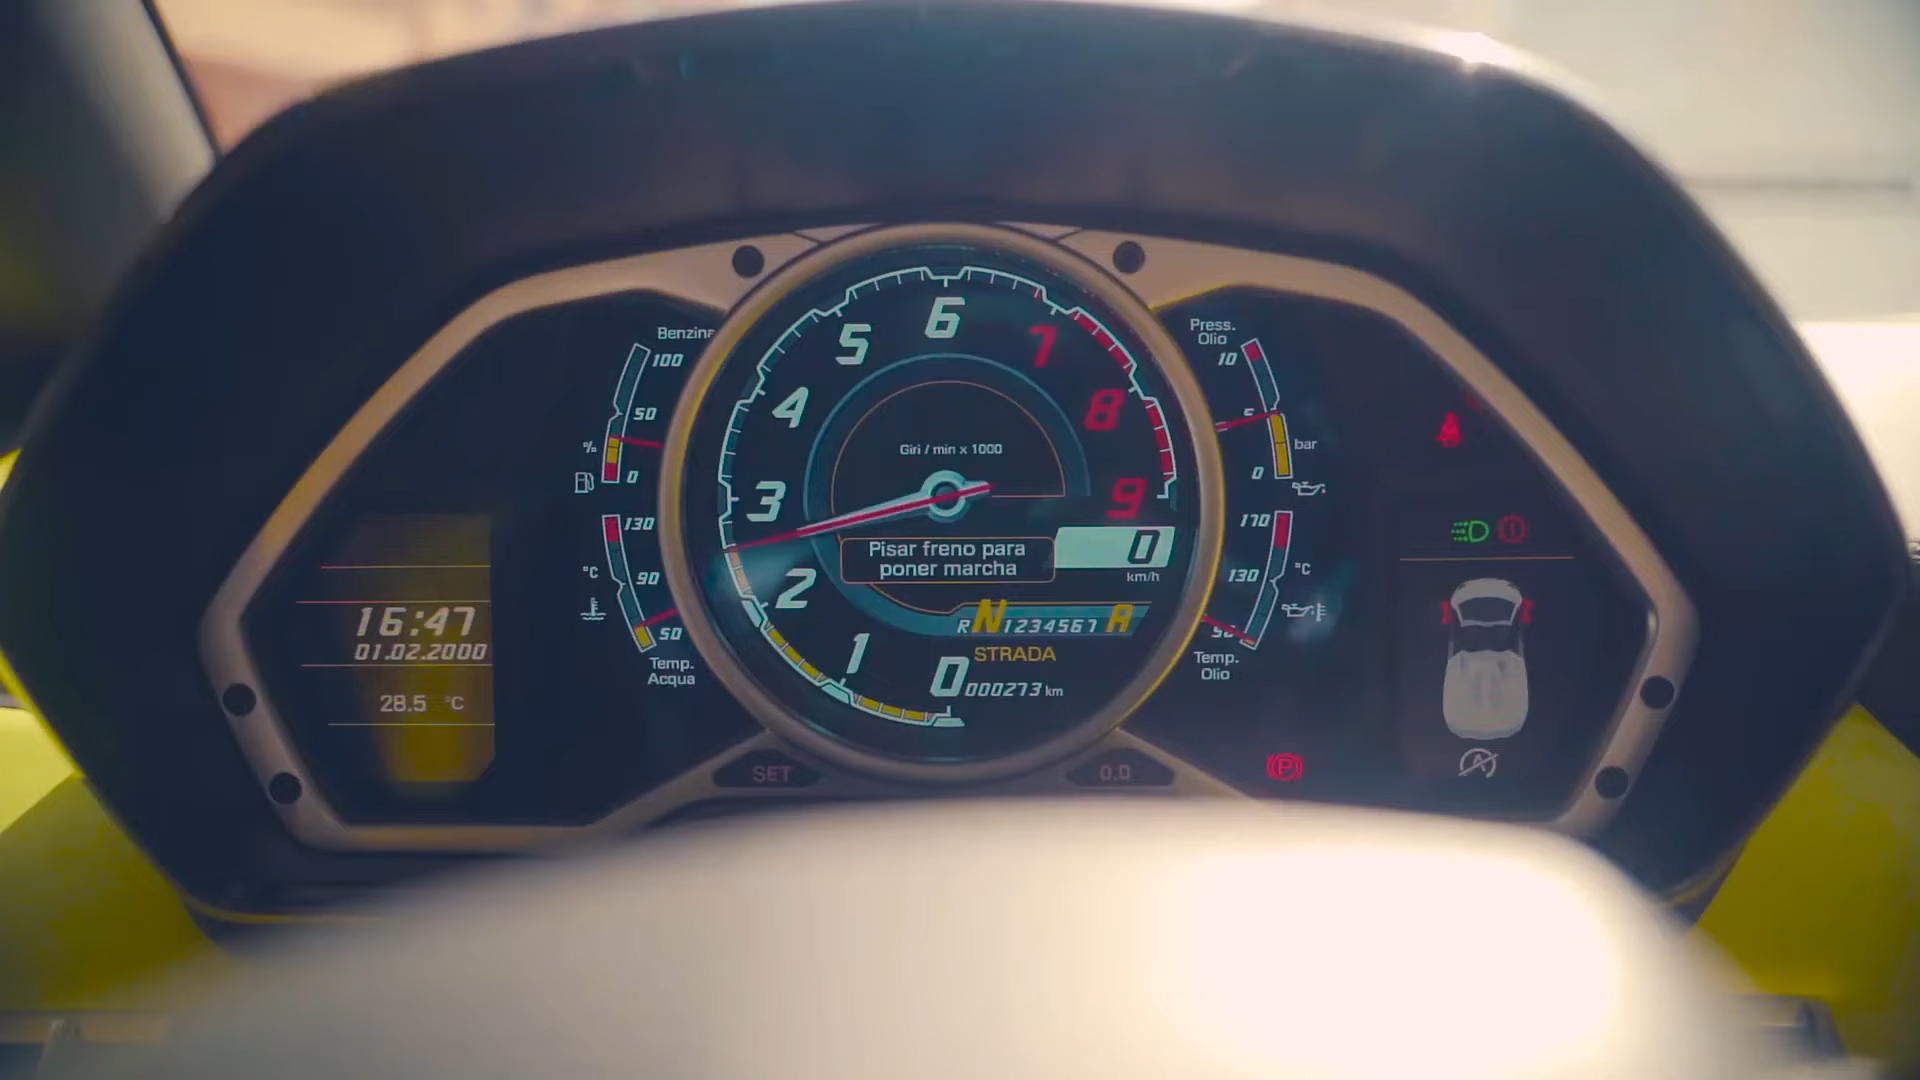 Benzina
100
50
%
0
130
°C
90
50
Temp.
Acqua
16:47
01.02.2000
28.5 °C
6
5
7
4
8
3
9
2
1
0
Giri / min x 1000
Pisar freno para
poner marcha
0
km/h
R N 1234567 A
STRADA
000273 km
Press.
Olio
10
5
bar
0
170
°C
130
Temp.
Olio
SET
0.0
P
A